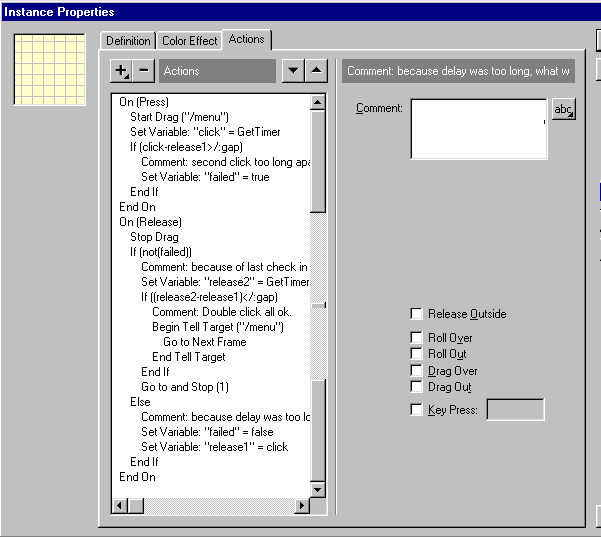 Instance Properties
Definition
Color Effect
Actions
Actions
Comment: because delay was too long, what w
On (Press)
Start Drag ("/menu")
Set Variable: "click" = GetTimer
If (click-release1>/:gap)
Comment: second click too long apa
Set Variable: "failed" = true
End If
End On
On (Release)
Stop Drag
If (not(failed))
Comment: because of last check in
Set Variable: "release2" = GetTimer
If ((release2-release1)</:gap)
Comment: Double click all ok.
Begin Tell Target ("/menu")
Go to Next Frame
End Tell Target
End If
Go to and Stop (1)
Else
Comment: because delay was too lo
Set Variable: "failed" = false
Set Variable: "release1" = click
End If
End On
Comment:
abc
Release Outside
Roll Over
Roll Out
Drag Over
Drag Out
Key Press: